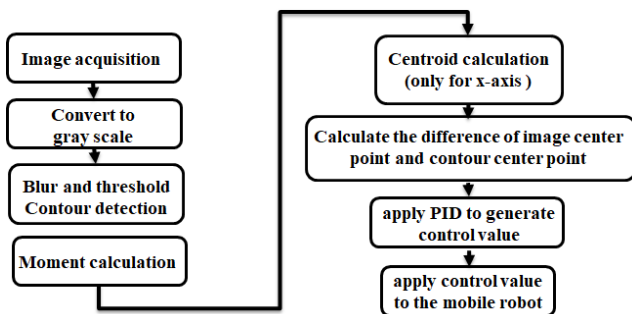 Image acquisition
Convert to
gray scale
Blur and threshold
Contour detection
Moment calculation
Centroid calculation
(only for x-axis )
Calculate the difference of image center
point and contour center point
apply PID to generate
control value
apply control value
to the mobile robot